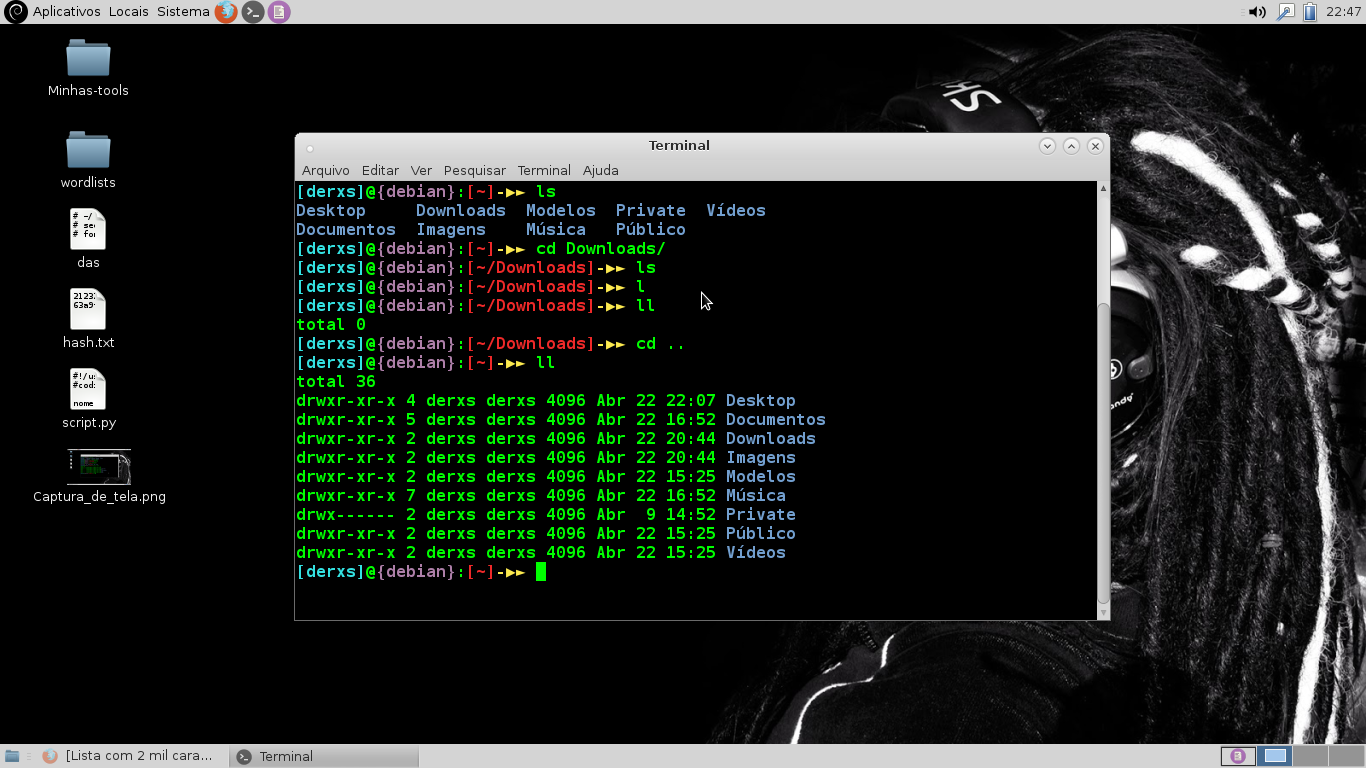 Aplicativos Locais Sistema 22:47
Minhas-tools
wordlists
# ~/
# se
# fo
das
2123
63a9
hash.txt
#!/u
#cod
nome
script.py
Captura_de_tela.png
SHS
Terminal
Arquivo Editar Ver Pesquisar Terminal Ajuda
[derxs]@{debian}:[~]-►► ls
Desktop Downloads Modelos Private Vídeos
Documentos Imagens Música Público
[derxs]@{debian}:[~]-►► cd Downloads/
[derxs]@{debian}:[~/Downloads]-►► ls
[derxs]@{debian}:[~/Downloads]-►► l
[derxs]@{debian}:[~/Downloads]-►► ll
total 0
[derxs]@{debian}:[~/Downloads]-►► cd ..
[derxs]@{debian}:[~]-►► ll
total 36
drwxr-xr-x 4 derxs derxs 4096 Abr 22 22:07 Desktop
drwxr-xr-x 5 derxs derxs 4096 Abr 22 16:52 Documentos
drwxr-xr-x 2 derxs derxs 4096 Abr 22 20:44 Downloads
drwxr-xr-x 2 derxs derxs 4096 Abr 22 20:44 Imagens
drwxr-xr-x 2 derxs derxs 4096 Abr 22 15:25 Modelos
drwxr-xr-x 7 derxs derxs 4096 Abr 22 16:52 Música
drwx------ 2 derxs derxs 4096 Abr  9 14:52 Private
drwxr-xr-x 2 derxs derxs 4096 Abr 22 15:25 Público
drwxr-xr-x 2 derxs derxs 4096 Abr 22 15:25 Vídeos
[derxs]@{debian}:[~]-►►
[Lista com 2 mil cara... Terminal